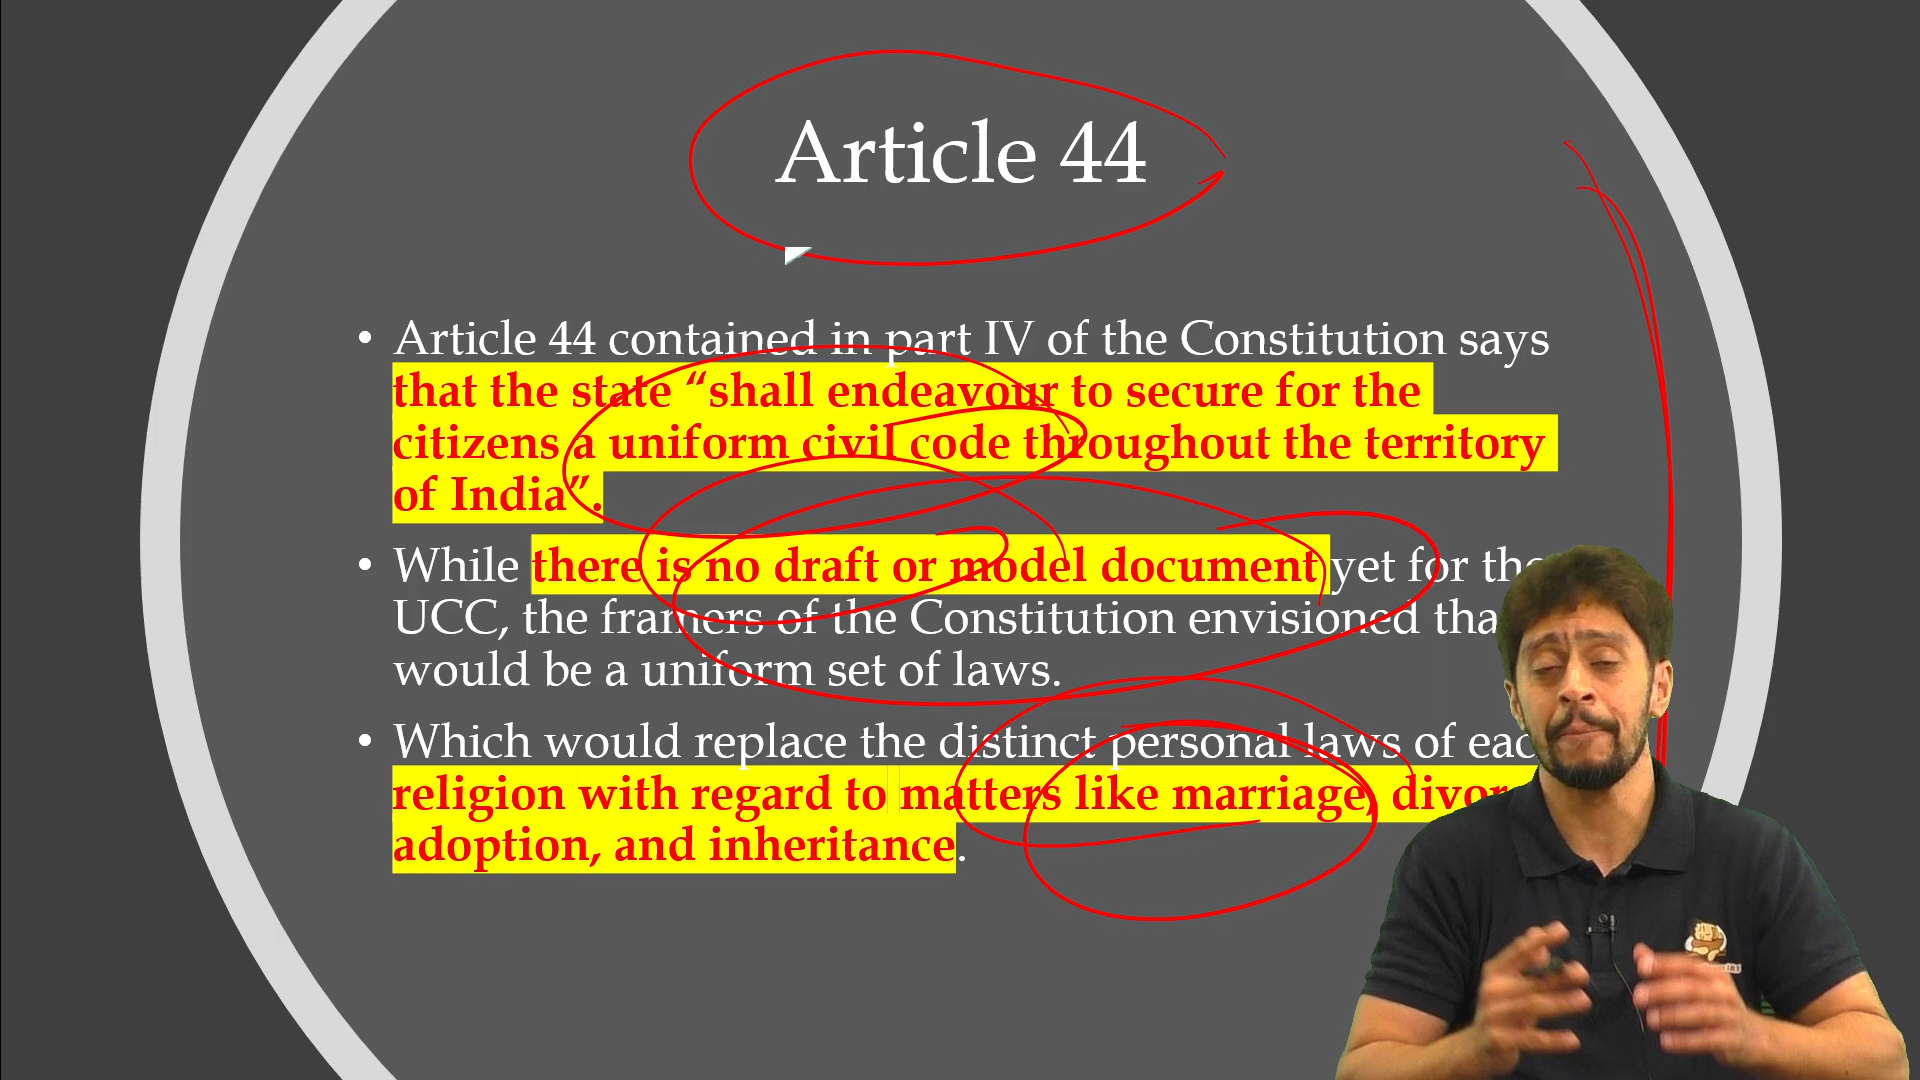 Article 44
• Article 44 contained in part IV of the Constitution says
that the state “shall endeavour to secure for the
citizens a uniform civil code throughout the territory
of India”.
• While there is no draft or model document yet for the
UCC, the framers of the Constitution envisioned
would be a uniform set of laws.
• Which would replace the distinct personal laws of
religion with regard to matters like marriage,
adoption, and inheritance.